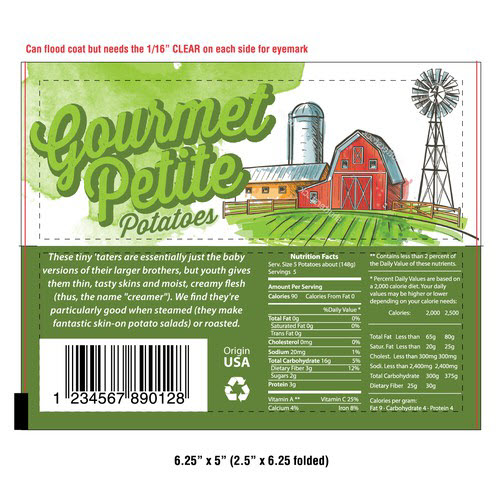 Can flood coat but needs the 1/16" CLEAR on each side for eyemark
Gourmet
Petite
Potatoes
These tiny 'taters are essentially just the baby
versions of their larger brothers, but youth gives
them thin, tasty skins and moist, creamy flesh
(thus, the name "creamer"). We find they're
particularly good when steamed (they make
fantastic skin-on potato salads) or roasted.
1 234567 890128
Origin
USA
Nutrition Facts
Serv. Size 5 Potatoes about (148g)
Servings 5
Amount Per Serving
Calories 90 Calories From Fat 0
%Daily Value *
Total Fat 0g 0%
Saturated Fat 0g 0%
Trans Fat 0g
Cholesterol 0mg 0%
Sodium 20mg 1%
Total Carbohydrate 16g 5%
Dietary Fiber 3g 12%
Sugars 2g
Protein 3g
Vitamin A ** Vitamin C 25%
Calcium 4% Iron 8%
** Contains less than 2 percent of
the Daily Value of these nutrients.
* Percent Daily Values are based on
a 2,000 calorie diet. Your daily
values may be higher or lower
depending on your calorie needs:
Calories: 2,000 2,500
Total Fat Less than 65g 80g
Satur. Fat Less than 20g 25g
Cholest. Less than 300mg 300mg
Sodi. Less than 2,400mg 2,400mg
Total Carbohydrate 300g 375g
Dietary Fiber 25g 30g
Calories per gram:
Fat 9 · Carbohydrate 4 · Protein 4
6.25" x 5" (2.5" x 6.25 folded)